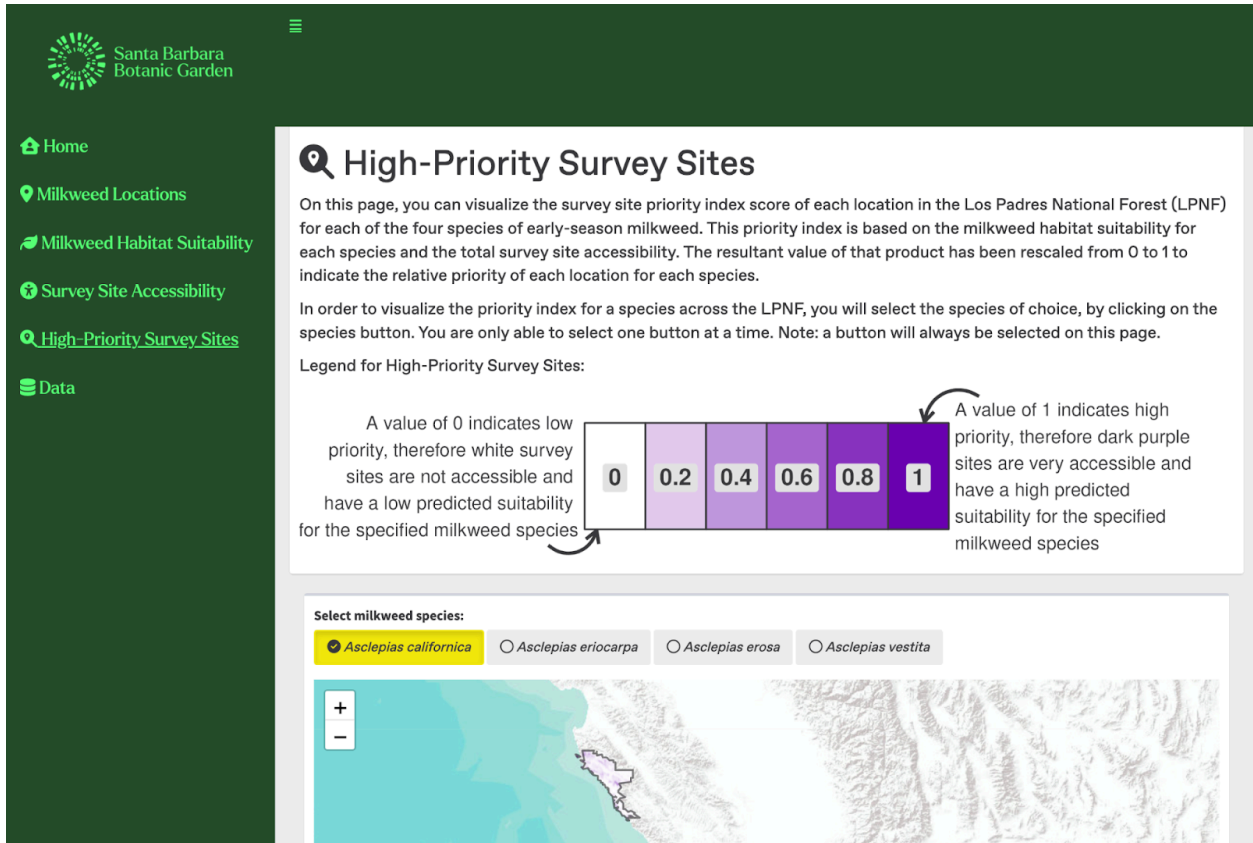 Santa Barbara
Botanic Garden
Home
Milkweed Locations
Milkweed Habitat Suitability
Survey Site Accessibility
High-Priority Survey Sites
Data
High-Priority Survey Sites
On this page, you can visualize the survey site priority index score of each location in the Los Padres National Forest (LPNF)
for each of the four species of early-season milkweed. This priority index is based on the milkweed habitat suitability for
each species and the total survey site accessibility. The resultant value of that product has been rescaled from 0 to 1 to
indicate the relative priority of each location for each species.
In order to visualize the priority index for a species across the LPNF, you will select the species of choice, by clicking on the
species button. You are only able to select one button at a time. Note: a button will always be selected on this page.
Legend for High-Priority Survey Sites:
A value of 0 indicates low
priority, therefore white survey
sites are not accessible and
have a low predicted suitability
for the specified milkweed species
0 0.2 0.4 0.6 0.8 1
A value of 1 indicates high
priority, therefore dark purple
sites are very accessible and
have a high predicted
suitability for the specified
milkweed species
Select milkweed species:
Asclepias californica Asclepias eriocarpa Asclepias erosa Asclepias vestita
+
−